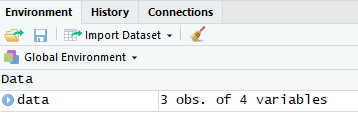 Environment History Connections
Import Dataset
Global Environment
Data
data 3 obs. of 4 variables